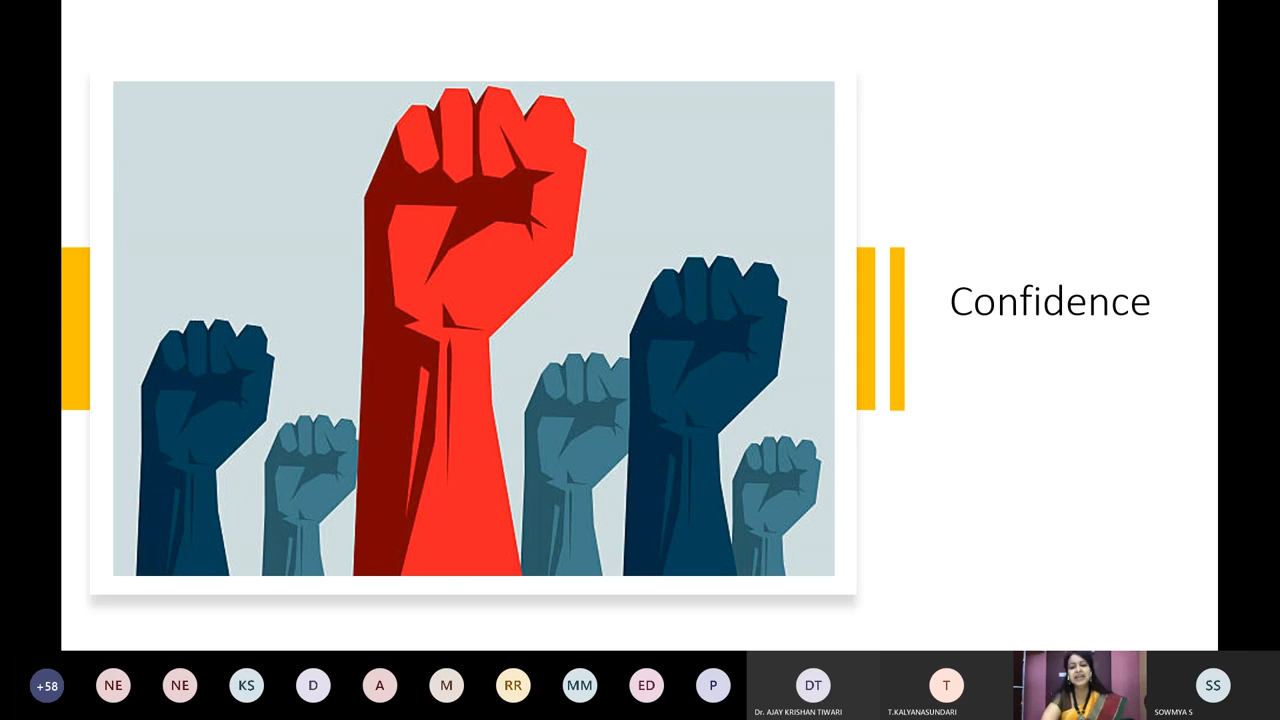 Confidence
+58
NE
NE
KS
D
A
M
RR
MM
ED
P
DT
Dr. AJAY KRISHAN TIWARI
T
T.KALYANASUNDARI
SS
SOWMYA S